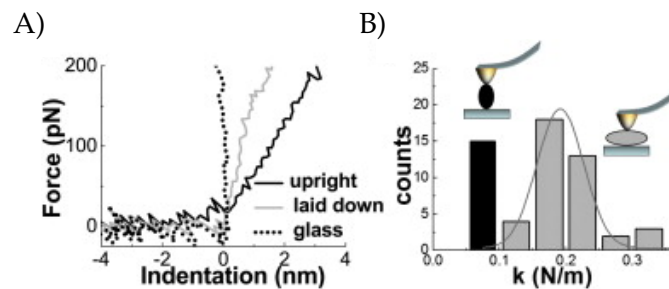 A)
B)
200
100
0
Force (pN)
upright
laid down
glass
-4 -2 0 2 4
Indentation (nm)
25
20
15
10
5
0
counts
0.0 0.1 0.2 0.3
k (N/m)